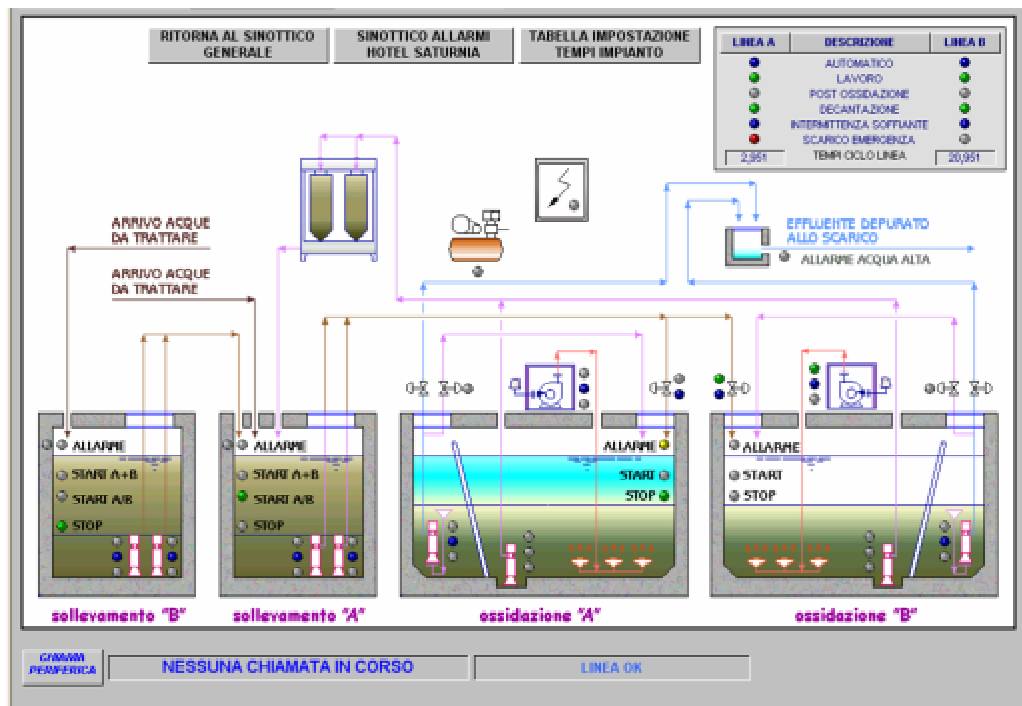 RITORNA AL SINOTTICO
GENERALE
SINOTTICO ALLARMI
HOTEL SATURNIA
TABELLA IMPOSTAZIONE
TEMPI IMPIANTO
LINEA A DESCRIZIONE LINEA B
AUTOMATICO
LAVORO
POST OSSIDAZIONE
DECANTAZIONE
INTERMITTENZA SOFFIANTE
SCARICO EMERGENZA
2,951 TEMPI CICLO LINEA 20,951
ARRIVO ACQUE
DA TRATTARE
ARRIVO ACQUE
DA TRATTARE
EFFLUENTE DEPURATO
ALLO SCARICO
ALLARME ACQUA ALTA
ALLARME
START A+B
START A/B
STOP
ALLARME
START A+B
START A/B
STOP
ALLARME
START
STOP
ALLARME
START
STOP
sollevamento "B"
sollevamento "A"
ossidazione "A"
ossidazione "B"
CHIAMA
PERIFERICA
NESSUNA CHIAMATA IN CORSO
LINEA OK